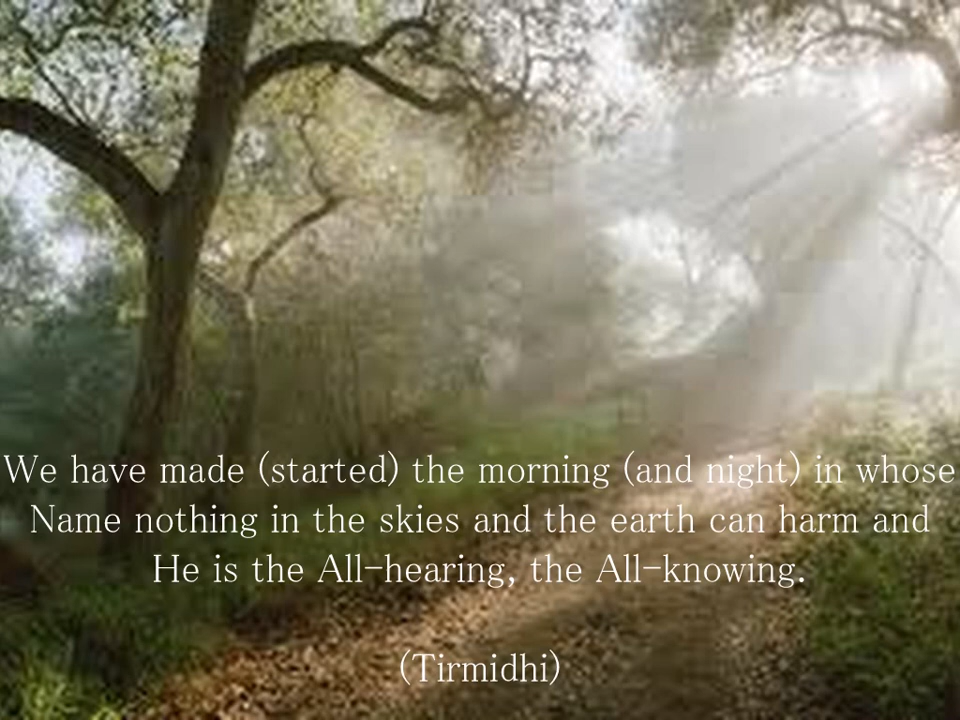 We have made (started) the morning (and night) in whose
Name nothing in the skies and the earth can harm and
He is the All-hearing, the All-knowing.
(Tirmidhi)